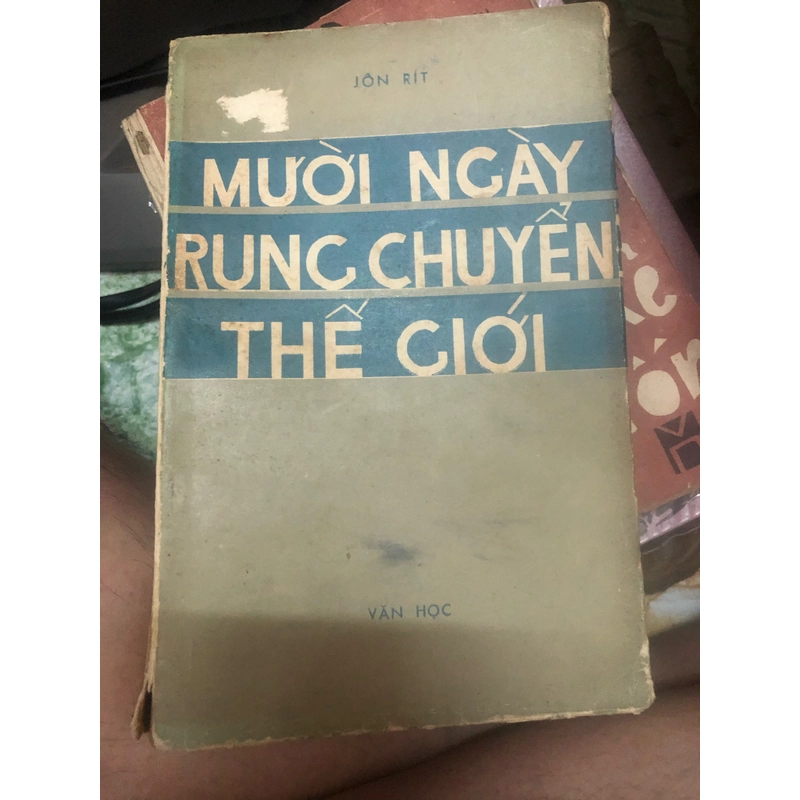 JÔN RÍT
MƯỜI NGÀY
RUNG CHUYỂN
THẾ GIỚI
VĂN HỌC